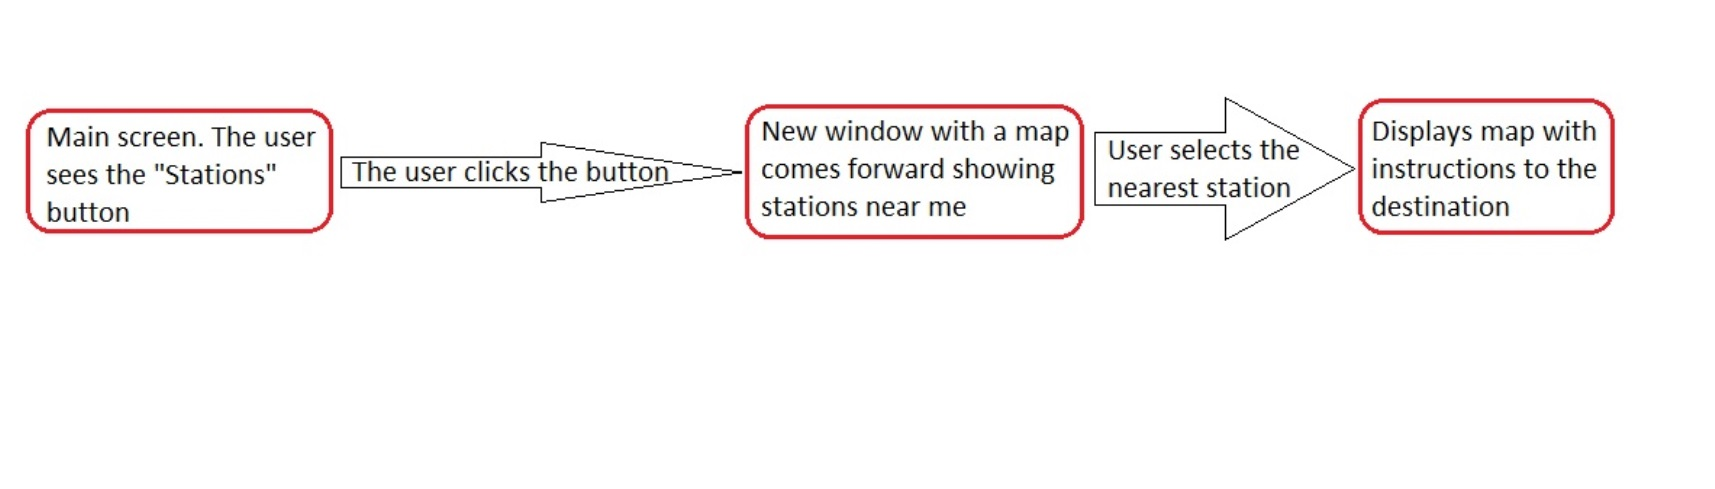 Main screen. The user
sees the "Stations"
button
The user clicks the button
New window with a map
comes forward showing
stations near me
User selects the
nearest station
Displays map with
instructions to the
destination